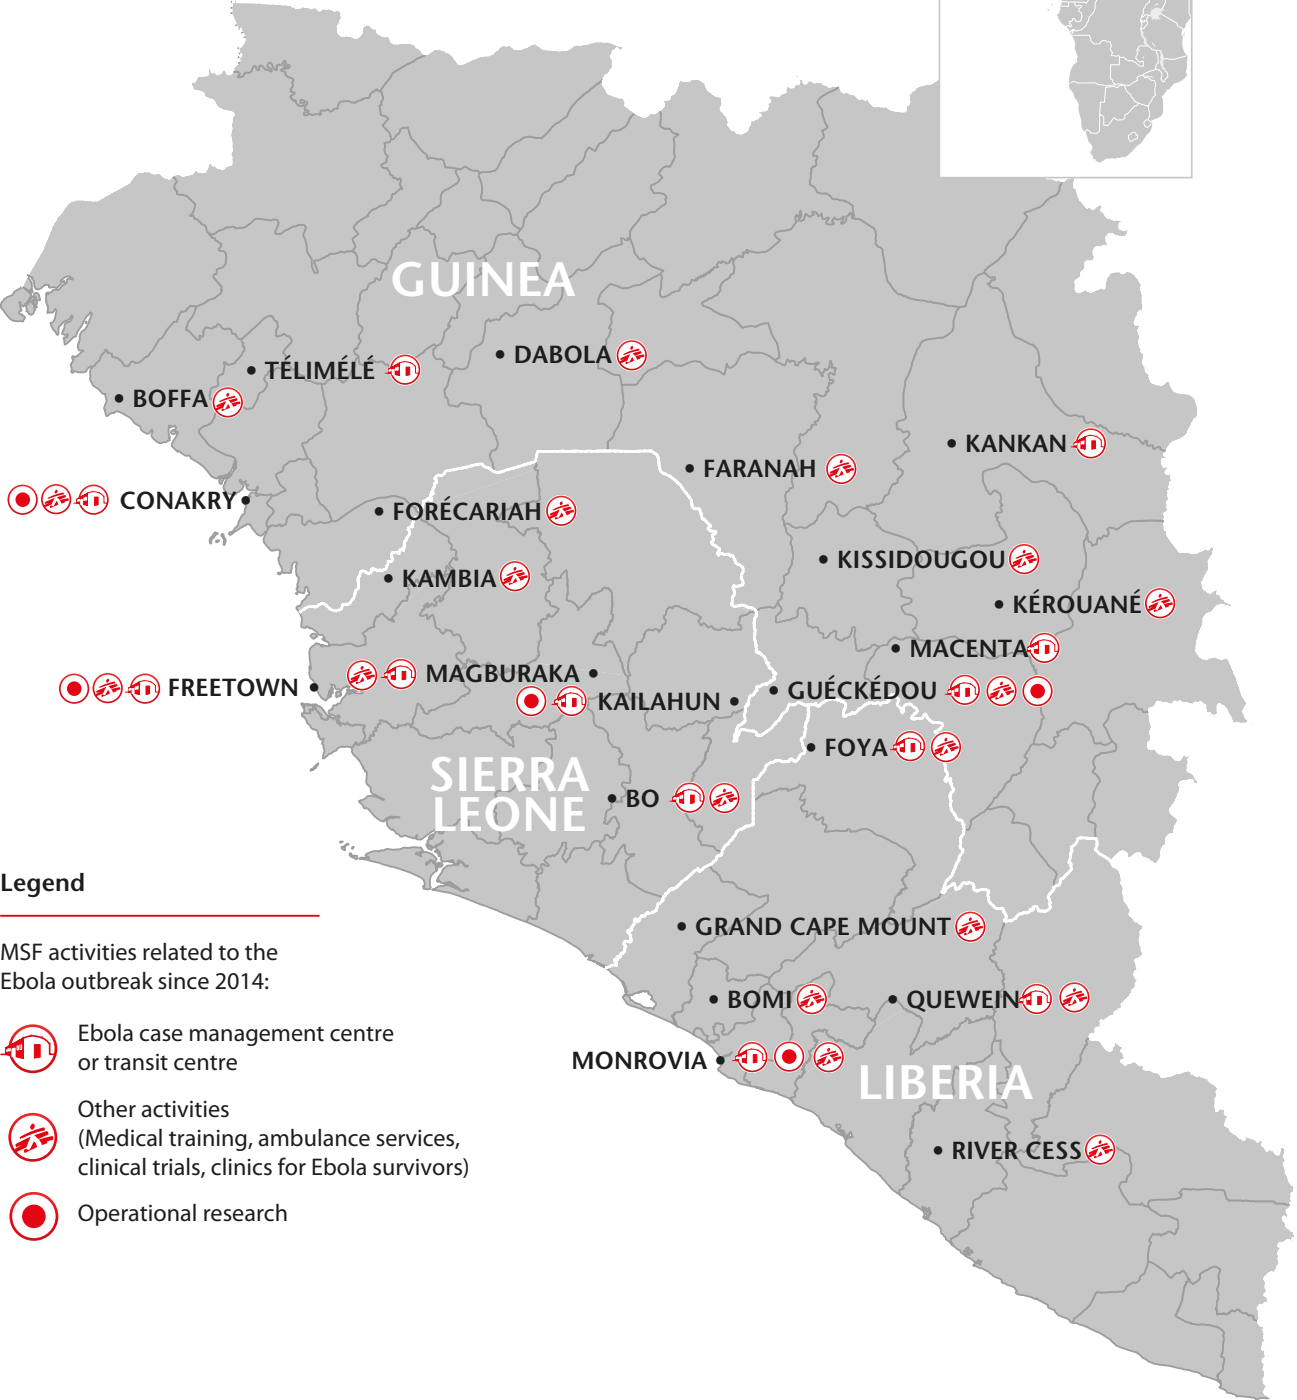 GUINEA
DABOLA
TÉLIMÉLÉ
BOFFA
KANKAN
FARANAH
CONAKRY
FORÉCARIAH
KISSIDOUGOU
KAMBIA
KÉROUANÉ
MACENTA
MAGBURAKA
FREETOWN
GUÉCKÉDOU
KAILAHUN
FOYA
SIERRA
LEONE
BO
Legend
GRAND CAPE MOUNT
MSF activities related to the
Ebola outbreak since 2014:
BOMI
QUEWEIN
Ebola case management centre
or transit centre
MONROVIA
LIBERIA
Other activities
(Medical training, ambulance services,
clinical trials, clinics for Ebola survivors)
RIVER CESS
Operational research